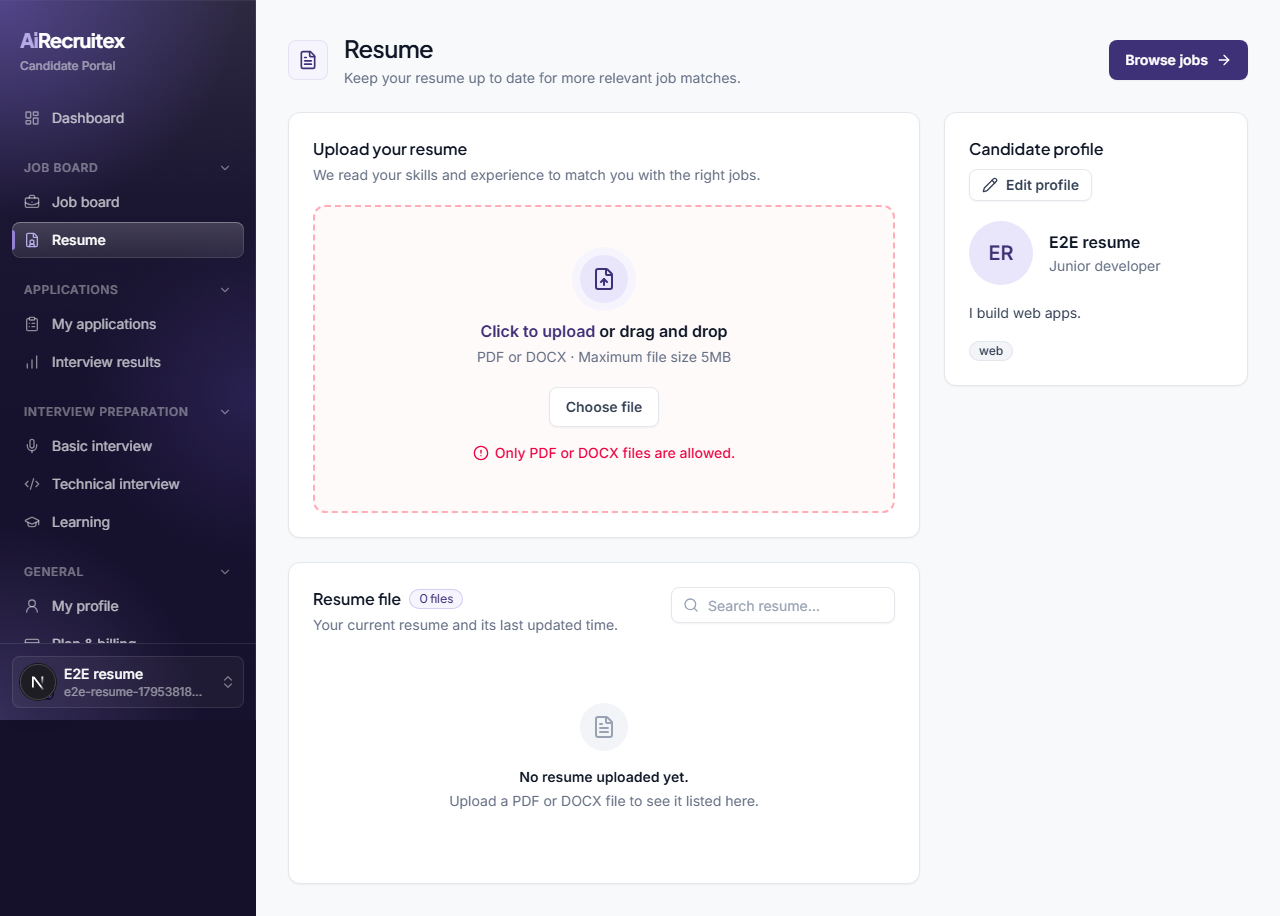 AiRecruitex
Candidate Portal
Dashboard
JOB BOARD
Job board
Resume
APPLICATIONS
My applications
Interview results
INTERVIEW PREPARATION
Basic interview
Technical interview
Learning
GENERAL
My profile
Plan & billing
N
E2E resume
e2e-resume-17953818...
Resume
Keep your resume up to date for more relevant job matches.
Browse jobs
Upload your resume
We read your skills and experience to match you with the right jobs.
Click to upload or drag and drop
PDF or DOCX · Maximum file size 5MB
Choose file
Only PDF or DOCX files are allowed.
Resume file
0 files
Your current resume and its last updated time.
Search resume...
No resume uploaded yet.
Upload a PDF or DOCX file to see it listed here.
Candidate profile
Edit profile
ER
E2E resume
Junior developer
I build web apps.
web